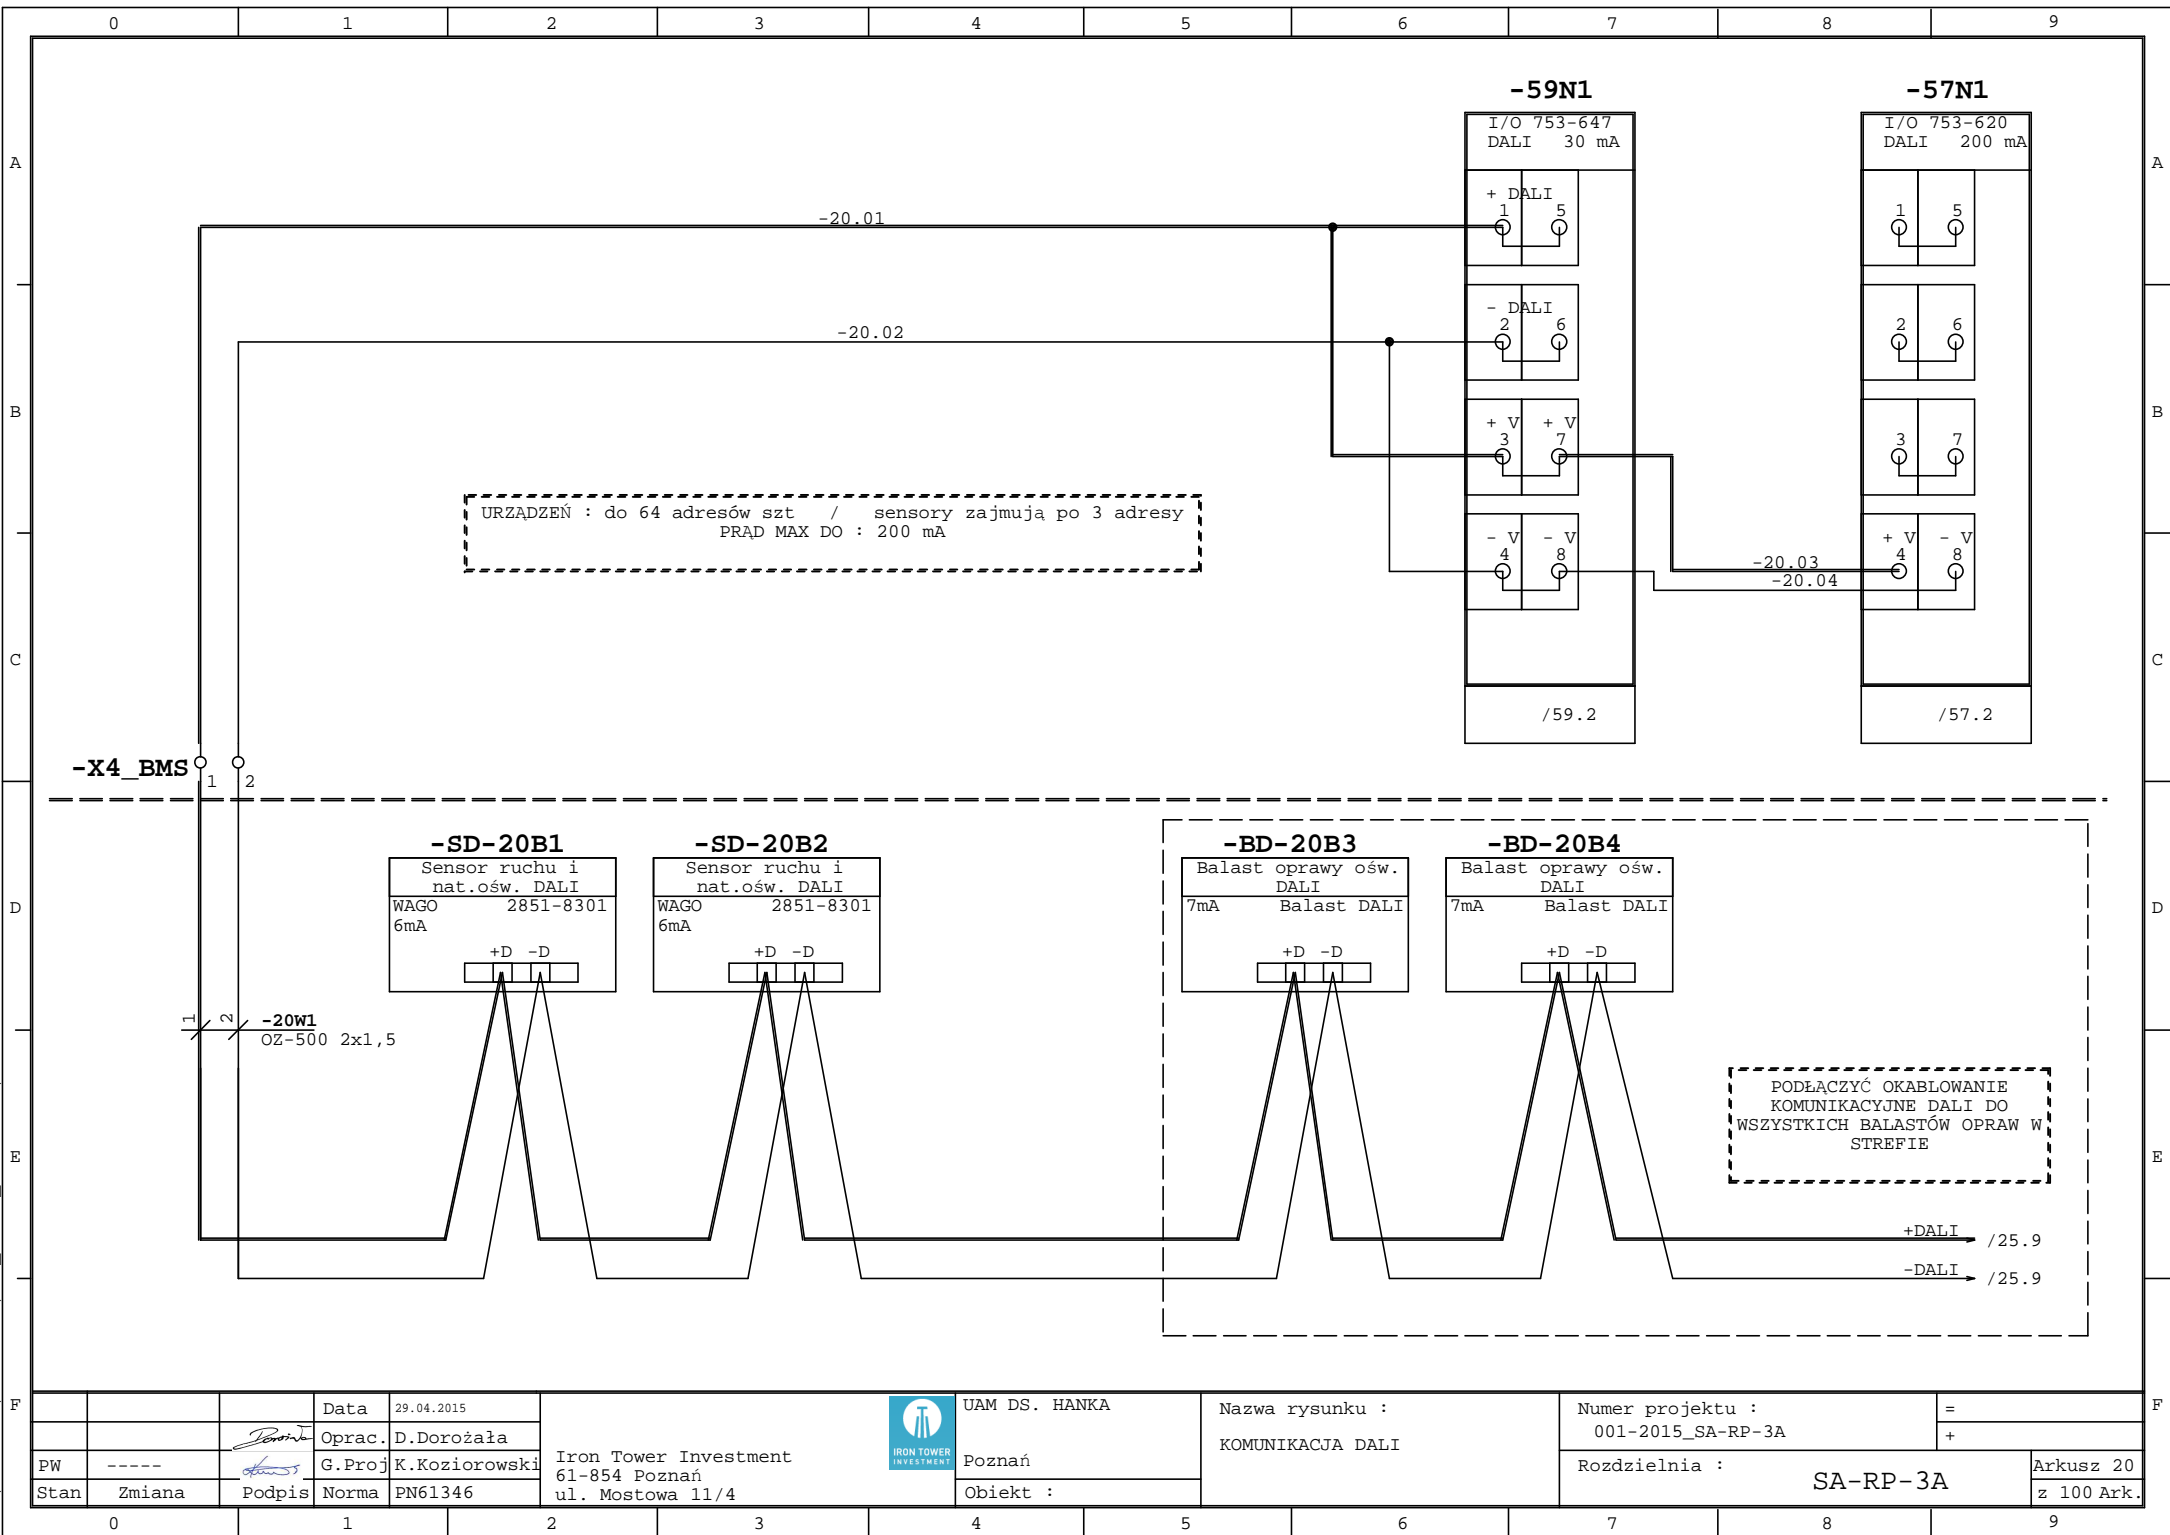 0 1 2 3 4 5 6 7 8 9
-59N1 -57N1
I/O 753-647
DALI 30 mA
I/O 753-620
DALI 200 mA
A A
+ DALI
1 5
1 5
-20.01
- DALI
2 6
2 6
-20.02
B B
+ V + V
3 7
3 7
URZĄDZEŃ : do 64 adresów szt / sensory zajmują po 3 adresy
PRĄD MAX DO : 200 mA
- V - V
4 8
+ V - V
4 8
-20.03
-20.04
C C
/59.2 /57.2
-X4_BMS
1 2
-SD-20B1 -SD-20B2 -BD-20B3 -BD-20B4
Sensor ruchu i
nat.ośw. DALI
WAGO 2851-8301
6mA
+D -D
Sensor ruchu i
nat.ośw. DALI
WAGO 2851-8301
6mA
+D -D
Balast oprawy ośw.
DALI
7mA Balast DALI
+D -D
Balast oprawy ośw.
DALI
7mA Balast DALI
+D -D
D D
1 2
-20W1
OZ-500 2x1,5
PODŁĄCZYĆ OKABLOWANIE
KOMUNIKACYJNE DALI DO
WSZYSTKICH BALASTÓW OPRAW W
STREFIE
E E
+DALI /25.9
-DALI /25.9
F F
Data 29.04.2015
Oprac. D.Dorożała
PW ----- G.Proj K.Koziorowski
Stan Zmiana Podpis Norma PN61346
Iron Tower Investment
61-854 Poznań
ul. Mostowa 11/4
IRON TOWER
INVESTMENT
UAM DS. HANKA
Poznań
Obiekt :
Nazwa rysunku :
KOMUNIKACJA DALI
Numer projektu :
001-2015_SA-RP-3A
Rozdzielnia :
SA-RP-3A
=
+
Arkusz 20
z 100 Ark.
0 1 2 3 4 5 6 7 8 9